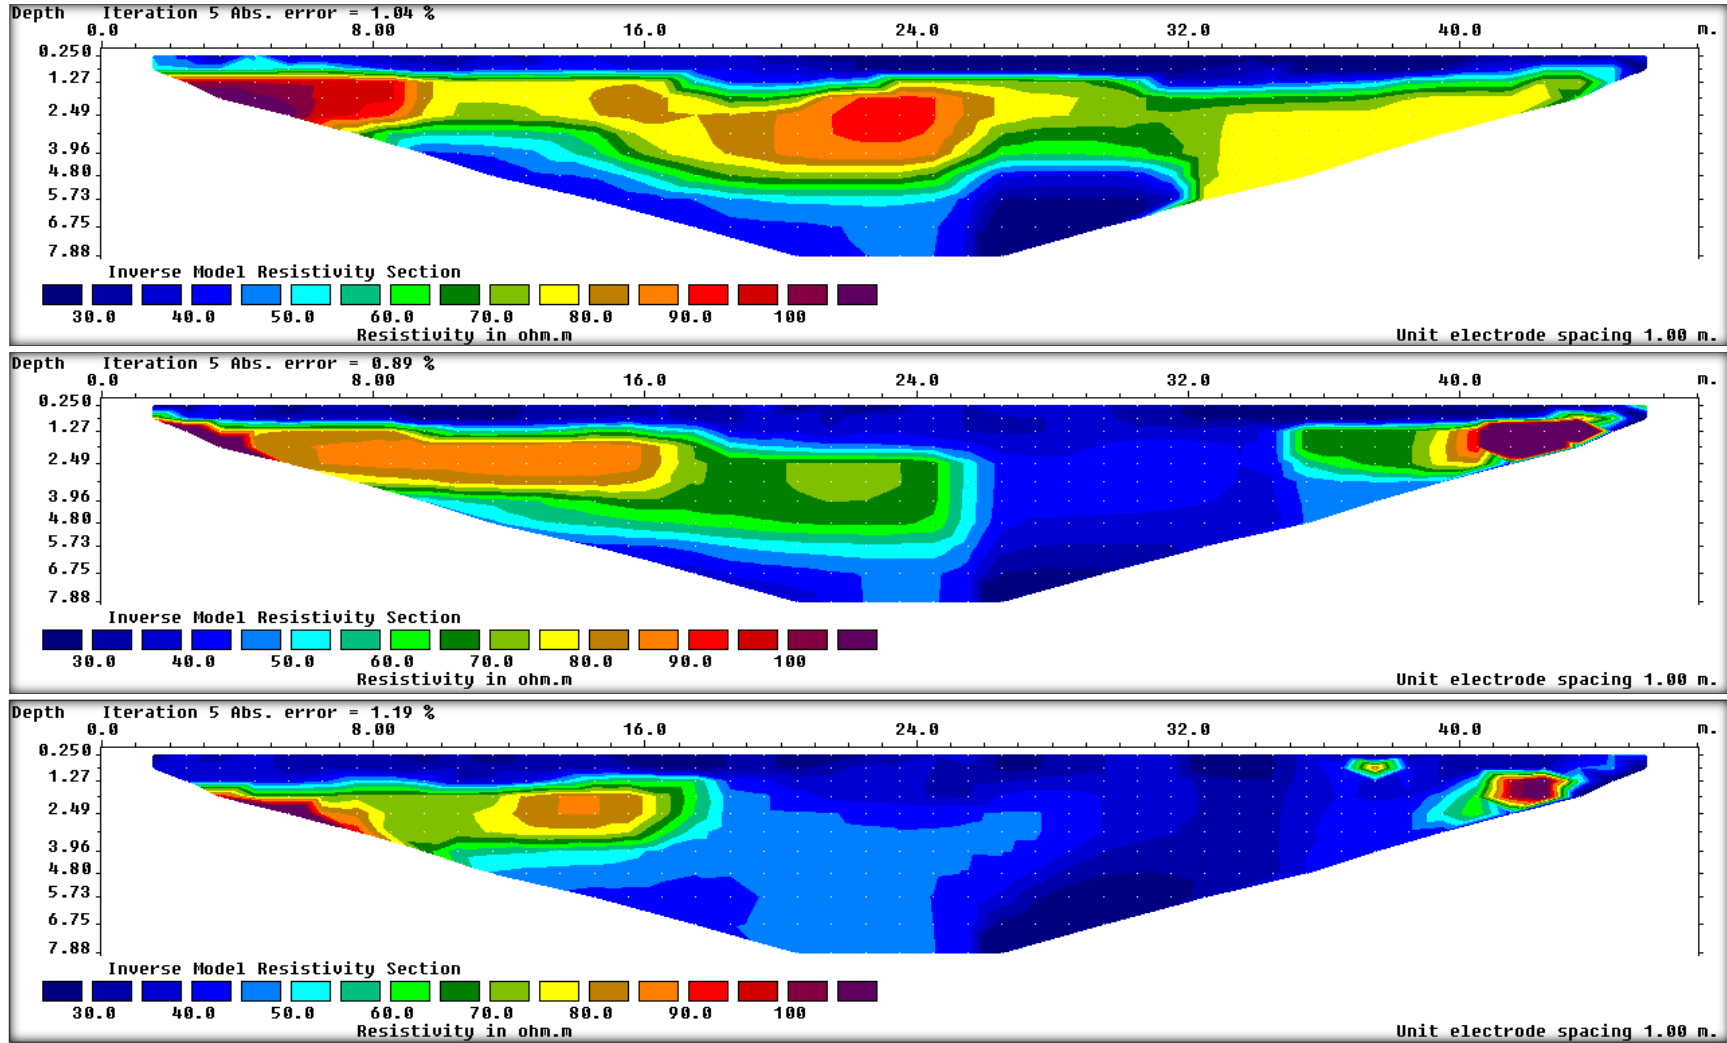 Depth Iteration 5 Abs. error = 1.04 %
0.0 8.00 16.0 24.0 32.0 40.0 m.
0.250
1.27
2.49
3.96
4.80
5.73
6.75
7.88
Inverse Model Resistivity Section
30.0 40.0 50.0 60.0 70.0 80.0 90.0 100
Resistivity in ohm.m Unit electrode spacing 1.00 m.
Depth Iteration 5 Abs. error = 0.89 %
0.0 8.00 16.0 24.0 32.0 40.0 m.
0.250
1.27
2.49
3.96
4.80
5.73
6.75
7.88
Inverse Model Resistivity Section
30.0 40.0 50.0 60.0 70.0 80.0 90.0 100
Resistivity in ohm.m Unit electrode spacing 1.00 m.
Depth Iteration 5 Abs. error = 1.19 %
0.0 8.00 16.0 24.0 32.0 40.0 m.
0.250
1.27
2.49
3.96
4.80
5.73
6.75
7.88
Inverse Model Resistivity Section
30.0 40.0 50.0 60.0 70.0 80.0 90.0 100
Resistivity in ohm.m Unit electrode spacing 1.00 m.